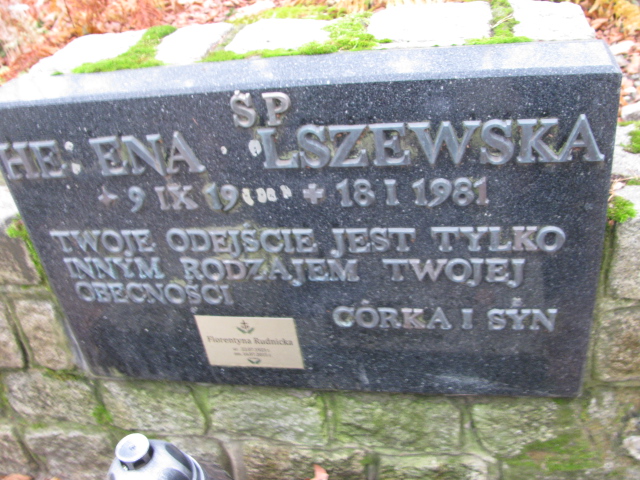 ŚP
HE ENA LSZEWSKA
+ 9 IX 19 + 18 I 1981
TWOJE ODEJŚCIE JEST TYLKO
INNYM RODZAJEM TWOJEJ
OBECNOŚCI
CÓRKA I SYN
Florentyna Rudnicka